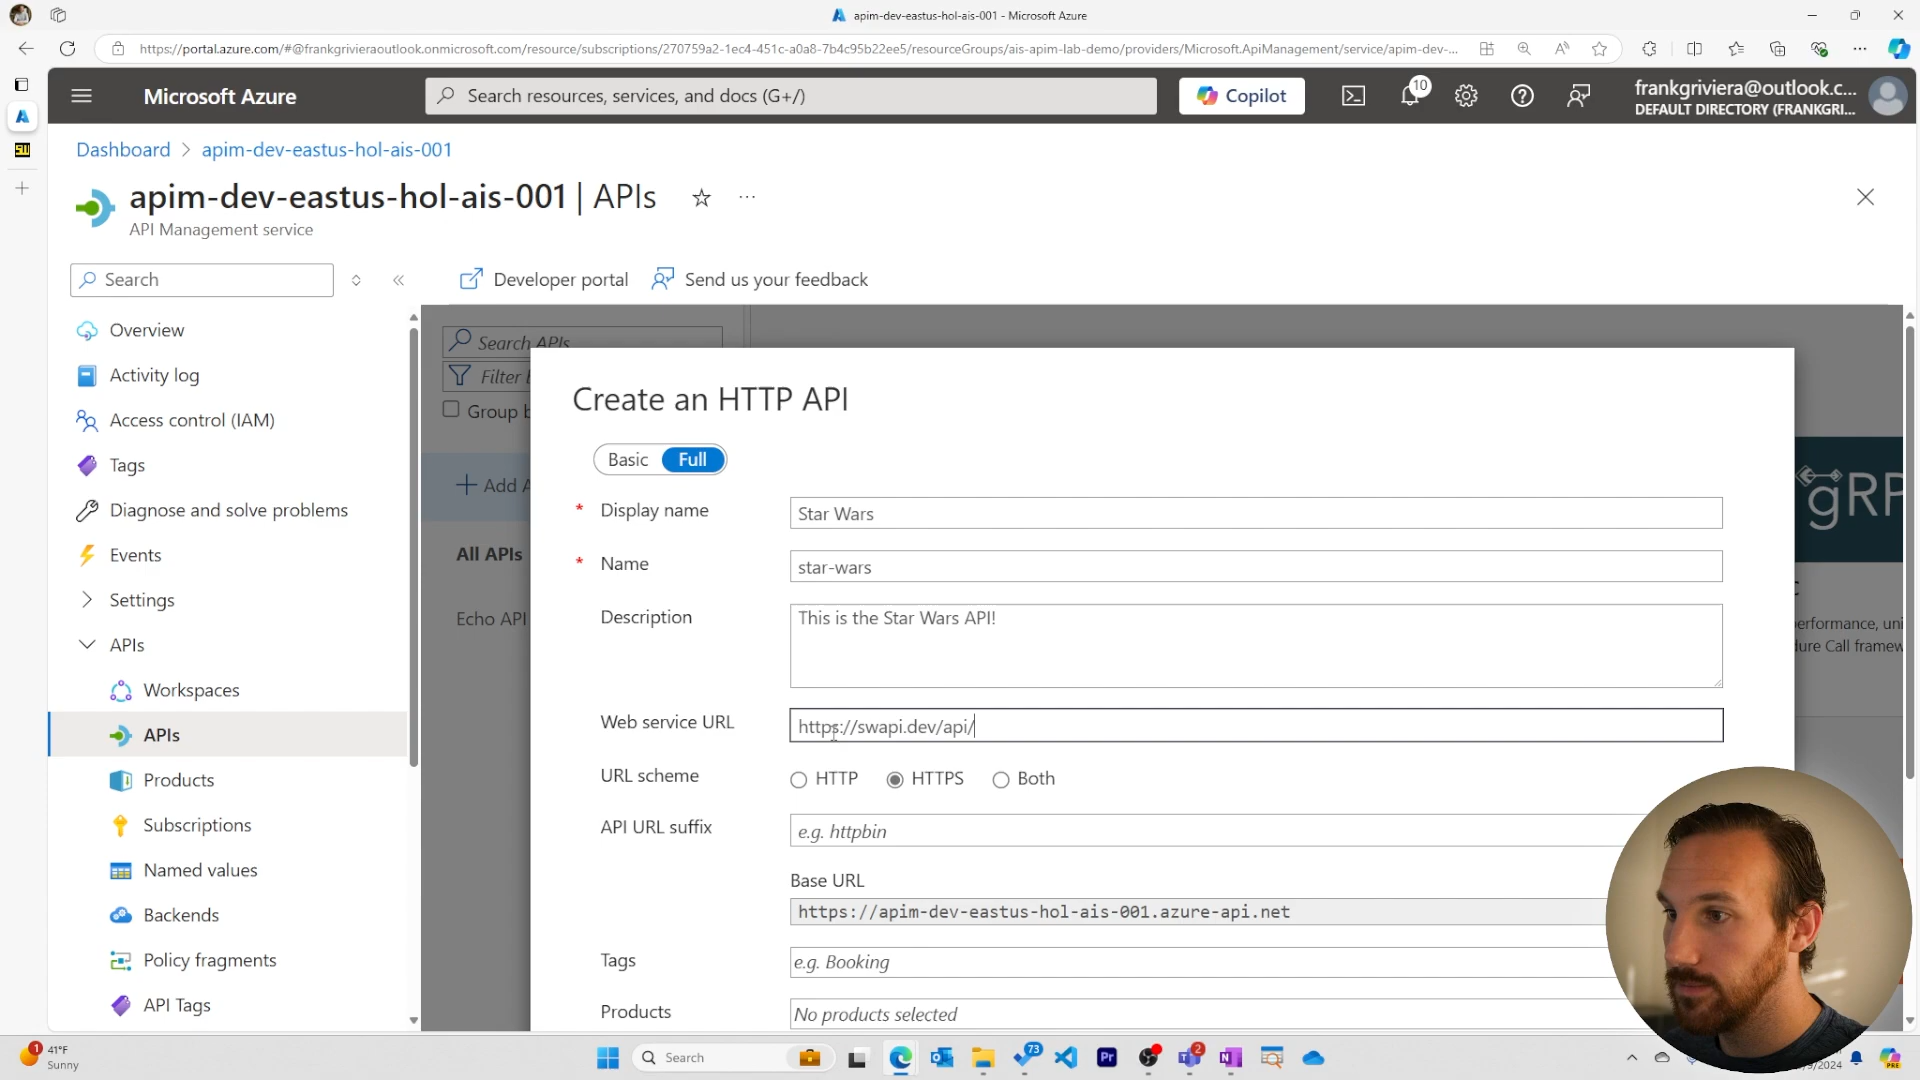 apim-dev-eastus-hol-ais-001 - Microsoft Azure
https://portal.azure.com/#@frankgrivieraoutlook.onmicrosoft.com/resource/subscriptions/270759a2-1ec4-451c-a0a8-7b4c95b22ee5/resourceGroups/ais-apim-lab-demo/providers/Microsoft.ApiManagement/service/apim-dev-...
Microsoft Azure
Search resources, services, and docs (G+/)
Copilot
10
frankgriviera@outlook.c...
DEFAULT DIRECTORY (FRANKGRI...
Dashboard > apim-dev-eastus-hol-ais-001
apim-dev-eastus-hol-ais-001 | APIs
API Management service
Search
Developer portal
Send us your feedback
Overview
Activity log
Access control (IAM)
Tags
Diagnose and solve problems
Events
Settings
APIs
Workspaces
APIs
Products
Subscriptions
Named values
Backends
Policy fragments
API Tags
Search APIs
Filter
Group b
+ Add A
All APIs
Echo API
gRP
erformance, uni
dure Call framew
Create an HTTP API
Basic Full
* Display name
Star Wars
* Name
star-wars
Description
This is the Star Wars API!
Web service URL
https://swapi.dev/api/
URL scheme
HTTP HTTPS Both
API URL suffix
e.g. httpbin
Base URL
https://apim-dev-eastus-hol-ais-001.azure-api.net
Tags
e.g. Booking
Products
No products selected
1
41°F
Sunny
Search
73
Pr
2
N
/9/2024
PRE